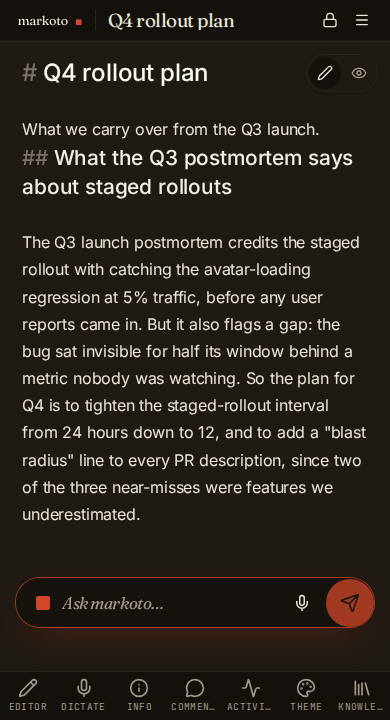 markoto
Q4 rollout plan
# Q4 rollout plan
What we carry over from the Q3 launch.
## What the Q3 postmortem says
about staged rollouts
The Q3 launch postmortem credits the staged
rollout with catching the avatar-loading
regression at 5% traffic, before any user
reports came in. But it also flags a gap: the
bug sat invisible for half its window behind a
metric nobody was watching. So the plan for
Q4 is to tighten the staged-rollout interval
from 24 hours down to 12, and to add a "blast
radius" line to every PR description, since two
of the three near-misses were features we
underestimated.
Ask markoto...
EDITOR DICTATE INFO COMMEN… ACTIVI… THEME KNOWLE…